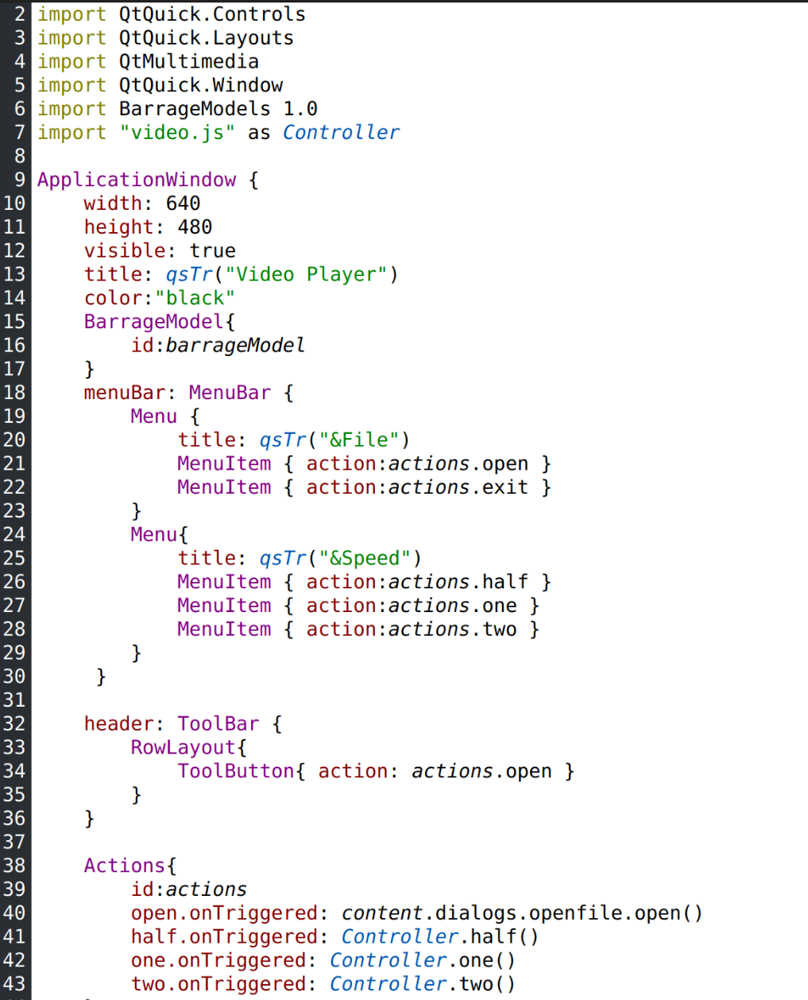 2 import QtQuick.Controls
3 import QtQuick.Layouts
4 import QtMultimedia
5 import QtQuick.Window
6 import BarrageModels 1.0
7 import "video.js" as Controller
8
9 ApplicationWindow {
10     width: 640
11     height: 480
12     visible: true
13     title: qsTr("Video Player")
14     color:"black"
15     BarrageModel{
16         id:barrageModel
17     }
18     menuBar: MenuBar {
19         Menu {
20             title: qsTr("&File")
21             MenuItem { action:actions.open }
22             MenuItem { action:actions.exit }
23         }
24         Menu{
25             title: qsTr("&Speed")
26             MenuItem { action:actions.half }
27             MenuItem { action:actions.one }
28             MenuItem { action:actions.two }
29         }
30      }
31
32     header: ToolBar {
33         RowLayout{
34             ToolButton{ action: actions.open }
35         }
36     }
37
38     Actions{
39         id:actions
40         open.onTriggered: content.dialogs.openfile.open()
41         half.onTriggered: Controller.half()
42         one.onTriggered: Controller.one()
43         two.onTriggered: Controller.two()